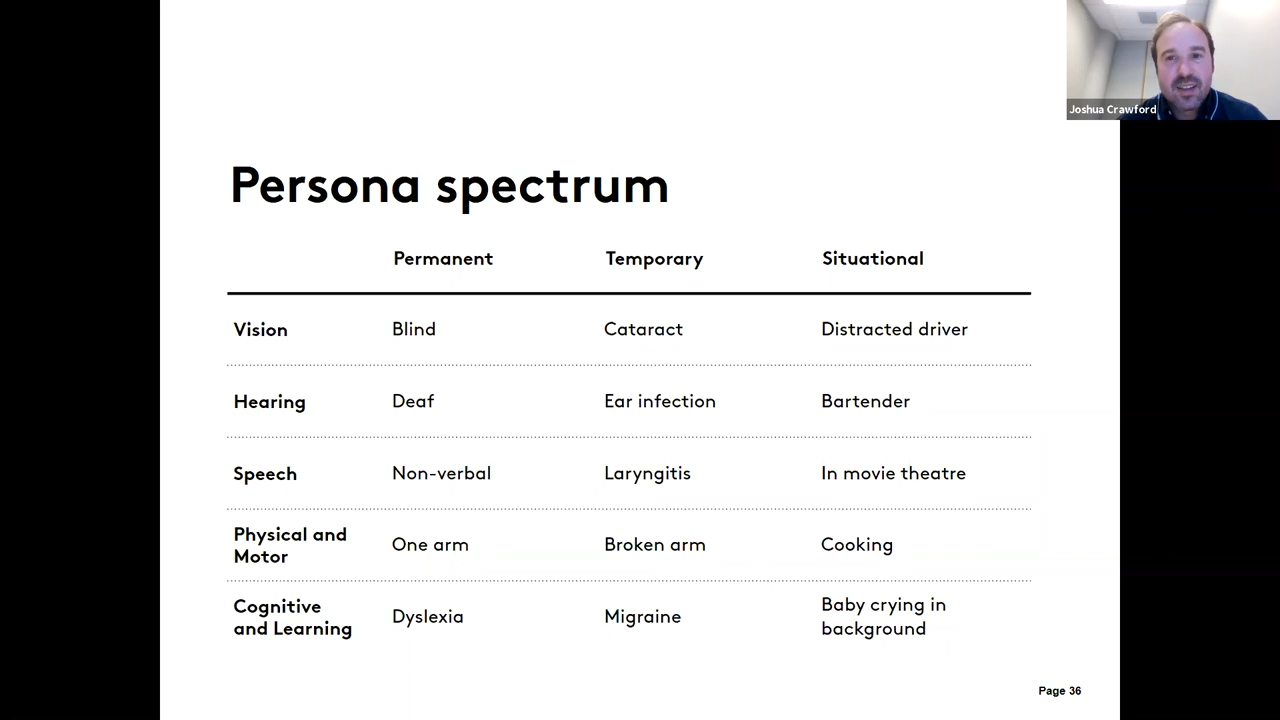 Joshua Crawford
Persona spectrum
Permanent Temporary Situational
Vision Blind Cataract Distracted driver
Hearing Deaf Ear infection Bartender
Speech Non-verbal Laryngitis In movie theatre
Physical and
Motor One arm Broken arm Cooking
Cognitive
and Learning Dyslexia Migraine Baby crying in
background
Page 36